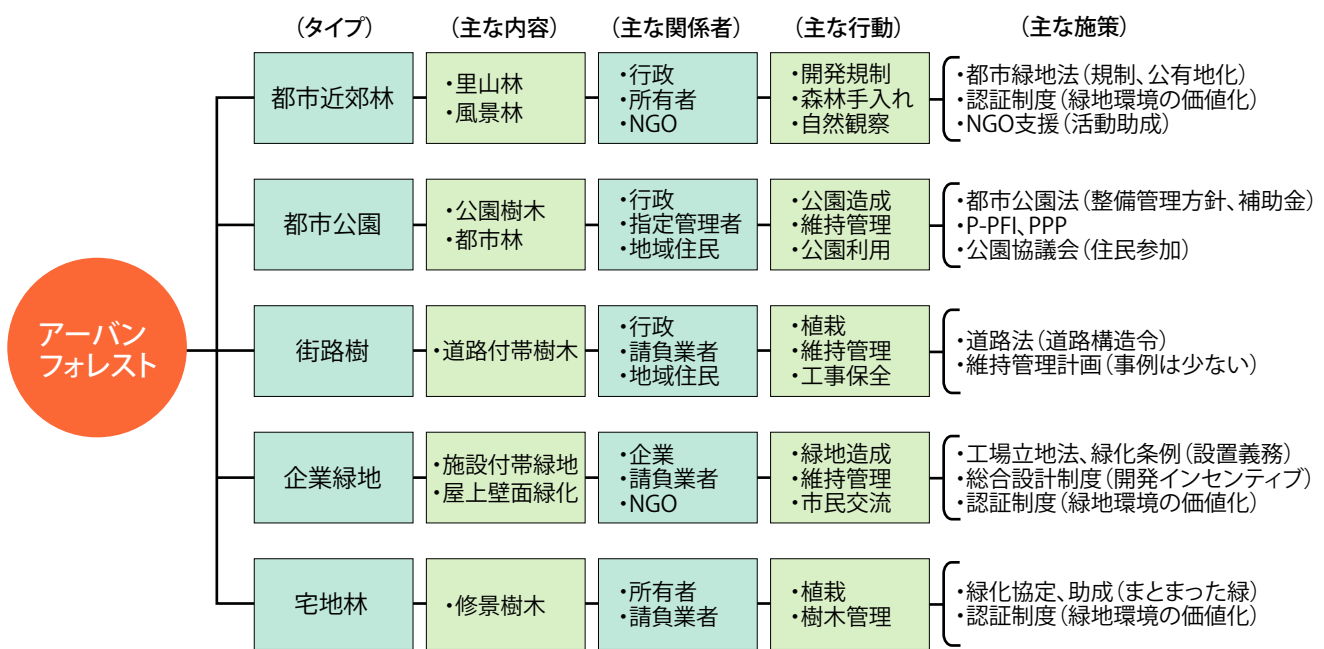 （タイプ）
（主な内容）
（主な関係者）
（主な行動）
（主な施策）
アーバン
フォレスト
都市近郊林
・里山林
・風景林
・行政
・所有者
・NGO
・開発規制
・森林手入れ
・自然観察
・都市緑地法（規制、公有地化）
・認証制度（緑地環境の価値化）
・NGO支援（活動助成）
都市公園
・公園樹木
・都市林
・行政
・指定管理者
・地域住民
・公園造成
・維持管理
・公園利用
・都市公園法（整備管理方針、補助金）
・P-PFI、PPP
・公園協議会（住民参加）
街路樹
・道路付帯樹木
・行政
・請負業者
・地域住民
・植栽
・維持管理
・工事保全
・道路法（道路構造令）
・維持管理計画（事例は少ない）
企業緑地
・施設付帯緑地
・屋上壁面緑化
・企業
・請負業者
・NGO
・緑地造成
・維持管理
・市民交流
・工場立地法、緑化条例（設置義務）
・総合設計制度（開発インセンティブ）
・認証制度（緑地環境の価値化）
宅地林
・修景樹木
・所有者
・請負業者
・植栽
・樹木管理
・緑化協定、助成（まとまった緑）
・認証制度（緑地環境の価値化）